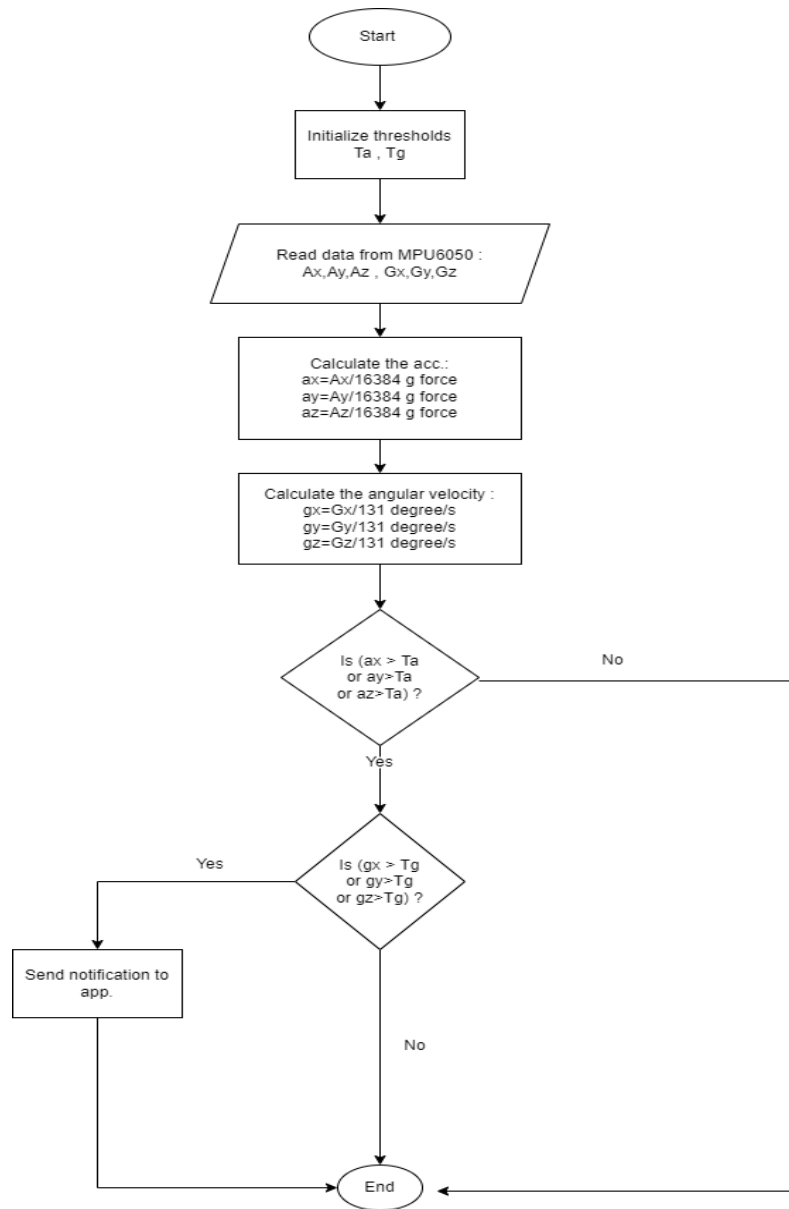 Start
Initialize thresholds
Ta , Tg
Read data from MPU6050 :
Ax,Ay,Az , Gx,Gy,Gz
Calculate the acc.:
ax=Ax/16384 g force
ay=Ay/16384 g force
az=Az/16384 g force
Calculate the angular velocity :
gx=Gx/131 degree/s
gy=Gy/131 degree/s
gz=Gz/131 degree/s
Is (ax > Ta
or ay>Ta
or az>Ta) ?
No
Yes
Is (gx > Tg
or gy>Tg
or gz>Tg) ?
Yes
Send notification to
app.
No
End